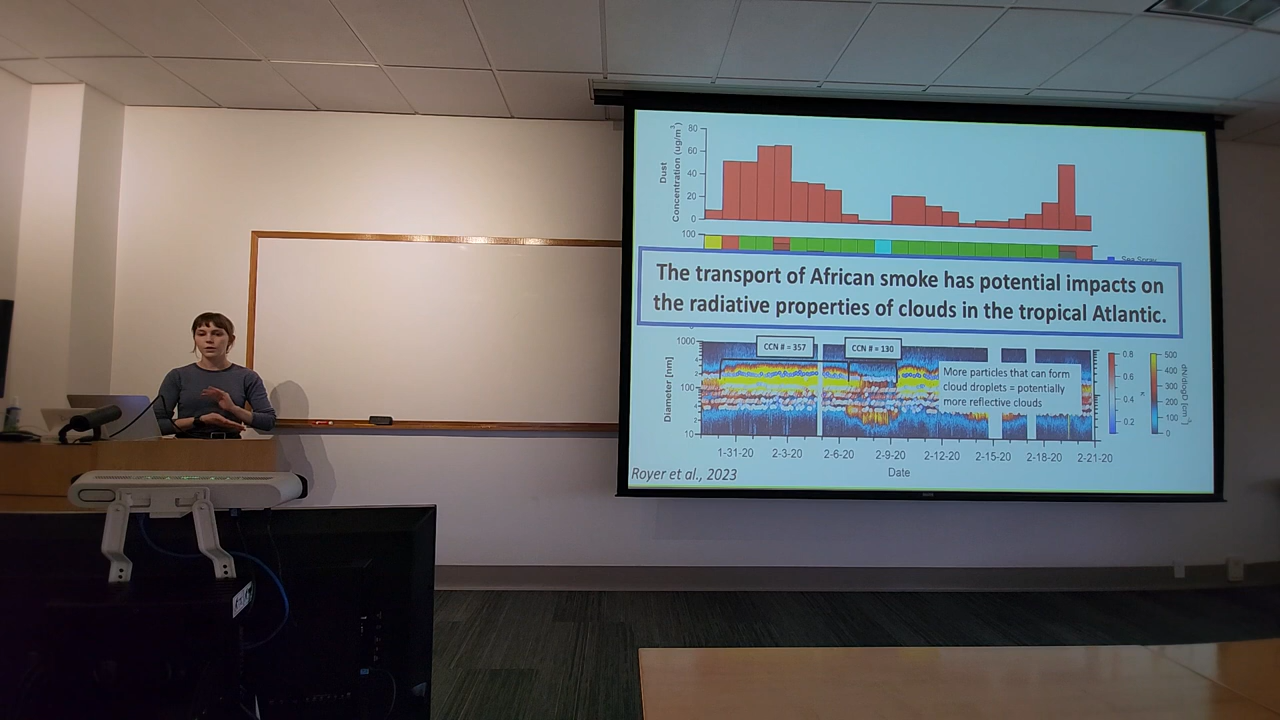 80
60
40
20
0
Dust
Concentration (ug/m³)
100
Sea Spray
The transport of African smoke has potential impacts on
the radiative properties of clouds in the tropical Atlantic.
1000
100
10
Diameter [nm]
CCN # = 357
CCN # = 130
More particles that can form
cloud droplets = potentially
more reflective clouds
0.8
0.6
0.4
0.2
κ
500
400
300
200
100
0
dN/dlogD [cm⁻³]
1-31-20 2-3-20 2-6-20 2-9-20 2-12-20 2-15-20 2-18-20 2-21-20
Date
Royer et al., 2023